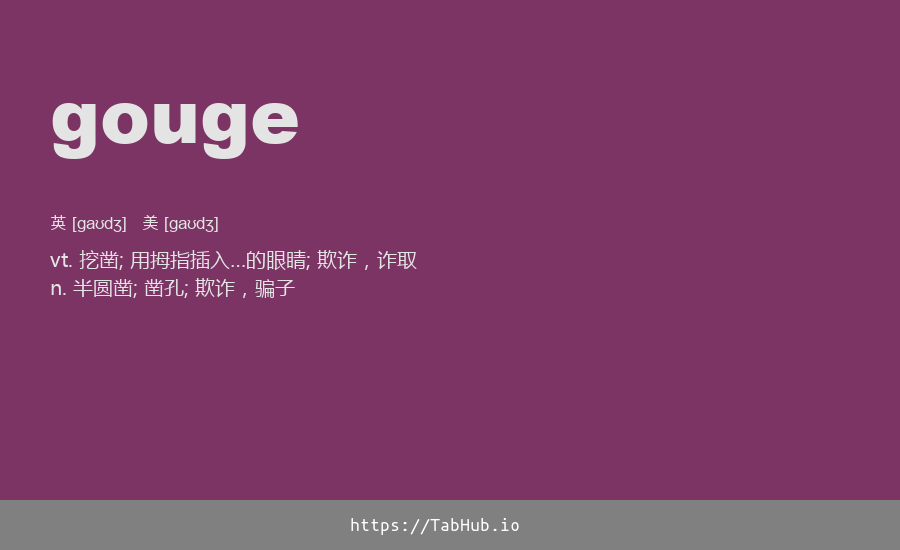 gouge
英 [gaʊdʒ] 美 [gaʊdʒ]
vt. 挖凿; 用拇指插入…的眼睛; 欺诈，诈取
n. 半圆凿; 凿孔; 欺诈，骗子
https://TabHub.io